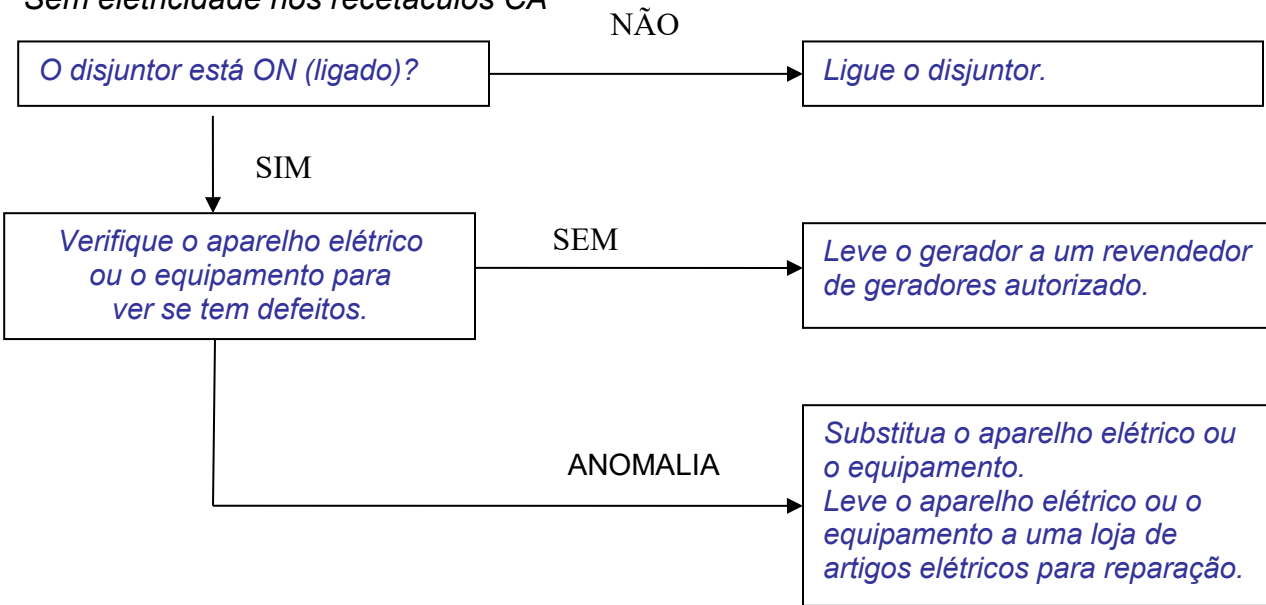 Sem eletricidade nos recetáculos CA
NÃO
O disjuntor está ON (ligado)?
Ligue o disjuntor.
SIM
Verifique o aparelho elétrico
ou o equipamento para
ver se tem defeitos.
SEM
Leve o gerador a um revendedor
de geradores autorizado.
ANOMALIA
Substitua o aparelho elétrico ou
o equipamento.
Leve o aparelho elétrico ou o
equipamento a uma loja de
artigos elétricos para reparação.